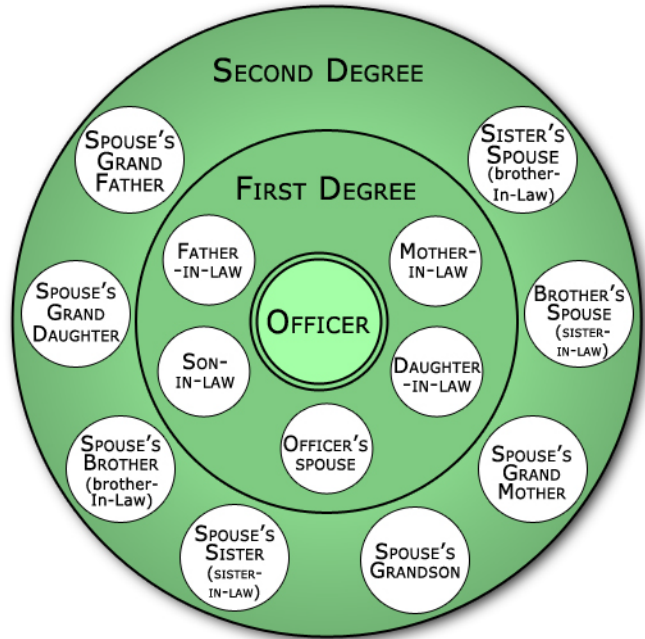 SECOND DEGREE
SPOUSE'S
GRAND
FATHER
SISTER'S
SPOUSE
(brother-
In-Law)
FIRST DEGREE
FATHER
-IN-LAW
MOTHER-
IN-LAW
SPOUSE'S
GRAND
DAUGHTER
OFFICER
BROTHER'S
SPOUSE
(SISTER-
IN-LAW)
SON-
IN-LAW
DAUGHTER
-IN-LAW
SPOUSE'S
BROTHER
(brother-
In-Law)
OFFICER'S
SPOUSE
SPOUSE'S
GRAND
MOTHER
SPOUSE'S
SISTER
(SISTER-
IN-LAW)
SPOUSE'S
GRANDSON